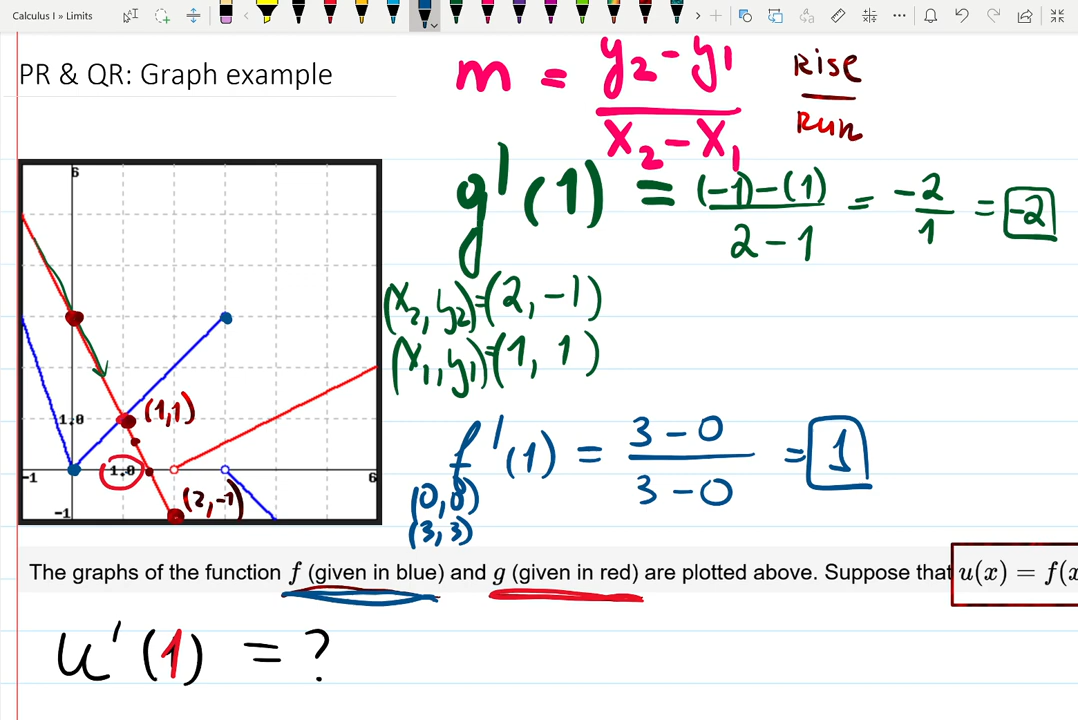 Calculus I » Limits
PR & QR: Graph example
m = y2 - y1 / x2 - x1
Rise
Run
g'(1) = (-1)-(1) / 2-1 = -2/1 = -2
(x2, y2)=(2, -1)
(x1, y1)=(1, 1)
6
(1,1)
1.0
-1
1.0
6
(2,-1)
-1
f'(1) = 3-0 / 3-0 = 1
(0,0)
(3,3)
The graphs of the function f (given in blue) and g (given in red) are plotted above. Suppose that u(x) = f(x
u'(1) = ?